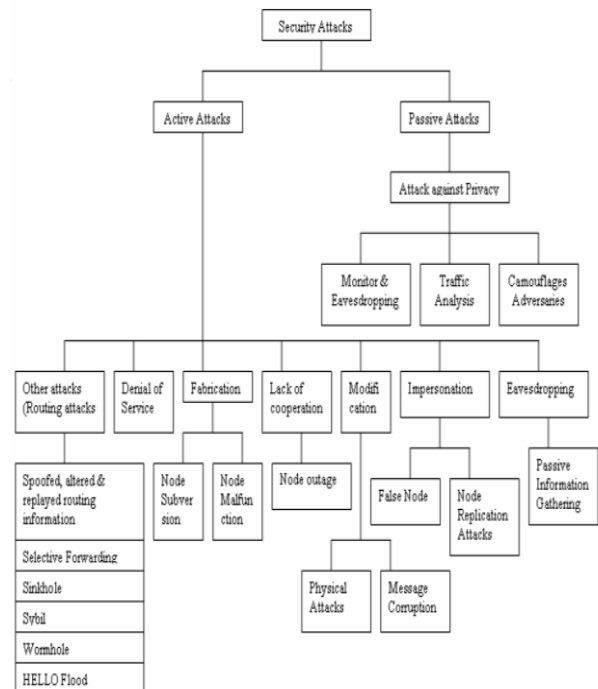 Security Attacks
Active Attacks
Passive Attacks
Attack against Privacy
Monitor &
Eavesdropping
Traffic
Analysis
Camouflages
Adversaries
Other attacks
(Routing attacks
Denial of
Service
Fabrication
Lack of
cooperation
Modifi
cation
Impersonation
Eavesdropping
Spoofed, altered &
replayed routing
information
Selective Forwarding
Sinkhole
Sybil
Wormhole
HELLO Flood
Node
Subver
sion
Node
Malfun
ction
Node outage
Physical
Attacks
Message
Corruption
False Node
Node
Replication
Attacks
Passive
Information
Gathering